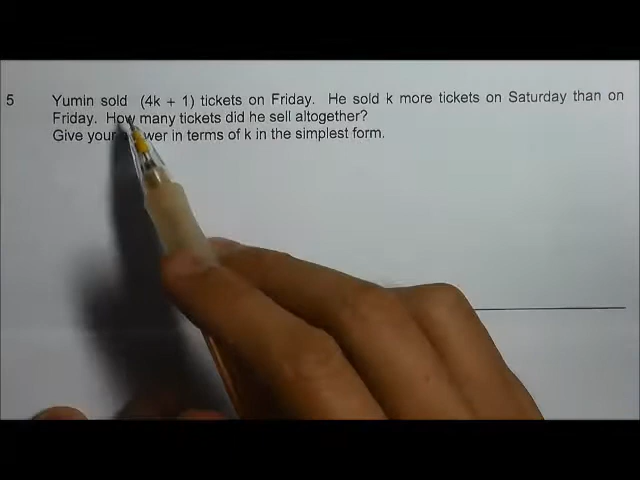 5 Yumin sold (4k + 1) tickets on Friday. He sold k more tickets on Saturday than on
Friday. How many tickets did he sell altogether?
Give your answer in terms of k in the simplest form.